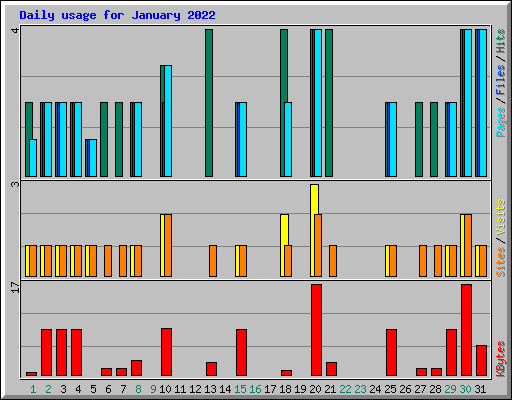 Daily usage for January 2022
4
Pages / Files / Hits
3
Sites / Visits
17
KBytes
1 2 3 4 5 6 7 8 9 10 11 12 13 14 15 16 17 18 19 20 21 22 23 24 25 26 27 28 29 30 31